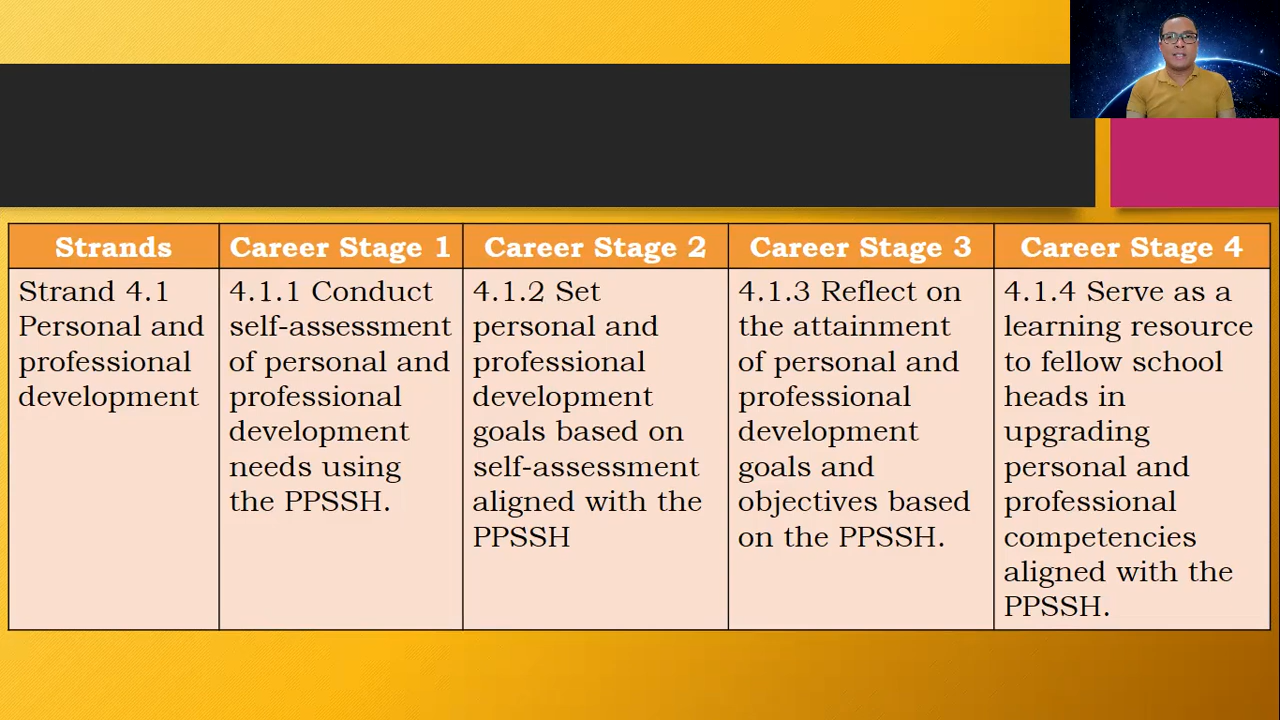 Strands
Career Stage 1
Career Stage 2
Career Stage 3
Career Stage 4
Strand 4.1
Personal and
professional
development
4.1.1 Conduct
self-assessment
of personal and
professional
development
needs using
the PPSSH.
4.1.2 Set
personal and
professional
development
goals based on
self-assessment
aligned with the
PPSSH
4.1.3 Reflect on
the attainment
of personal and
professional
development
goals and
objectives based
on the PPSSH.
4.1.4 Serve as a
learning resource
to fellow school
heads in
upgrading
personal and
professional
competencies
aligned with the
PPSSH.